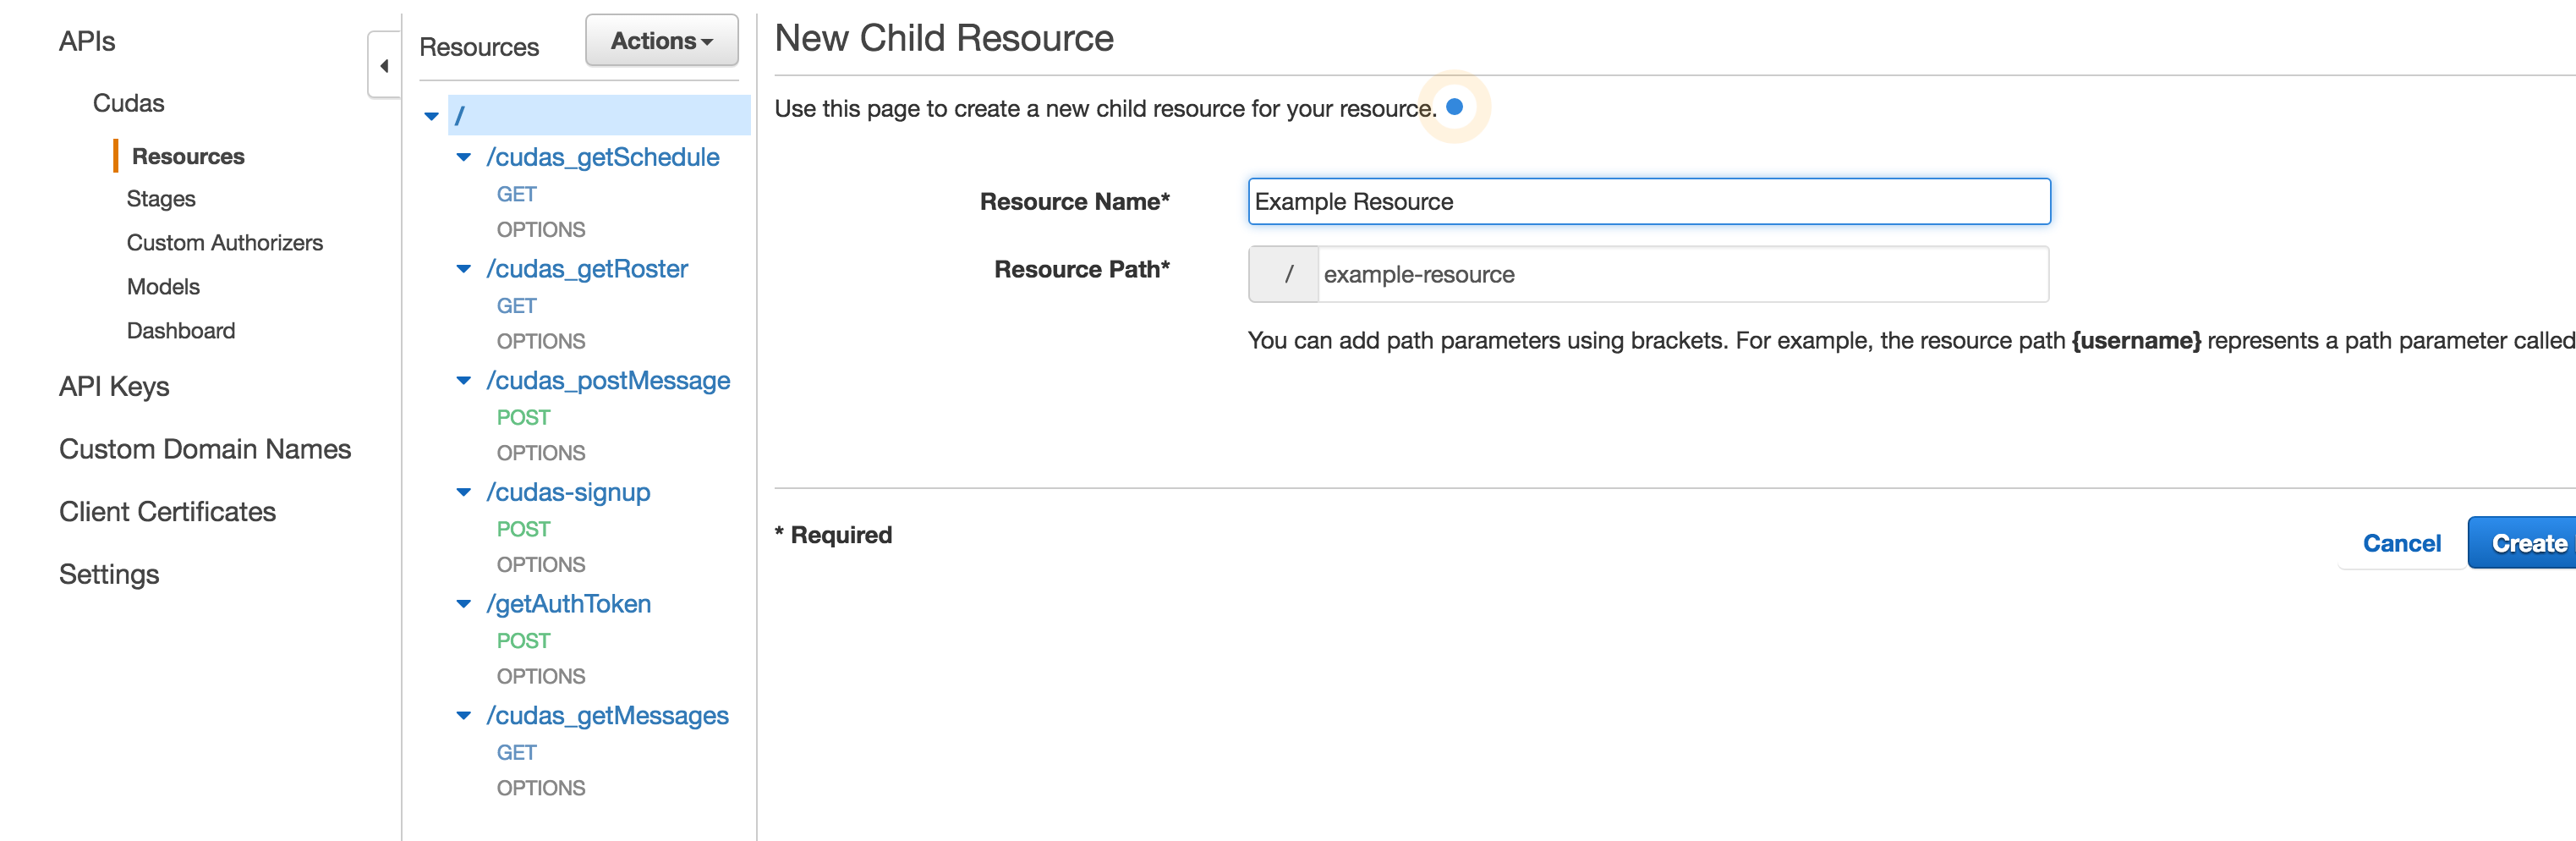 APIs
Cudas
Resources
Stages
Custom Authorizers
Models
Dashboard
API Keys
Custom Domain Names
Client Certificates
Settings
Resources
Actions
/
/cudas_getSchedule
GET
OPTIONS
/cudas_getRoster
GET
OPTIONS
/cudas_postMessage
POST
OPTIONS
/cudas-signup
POST
OPTIONS
/getAuthToken
POST
OPTIONS
/cudas_getMessages
GET
OPTIONS
New Child Resource
Use this page to create a new child resource for your resource.
Resource Name* Example Resource
Resource Path* / example-resource
You can add path parameters using brackets. For example, the resource path {username} represents a path parameter called
* Required
Cancel Create